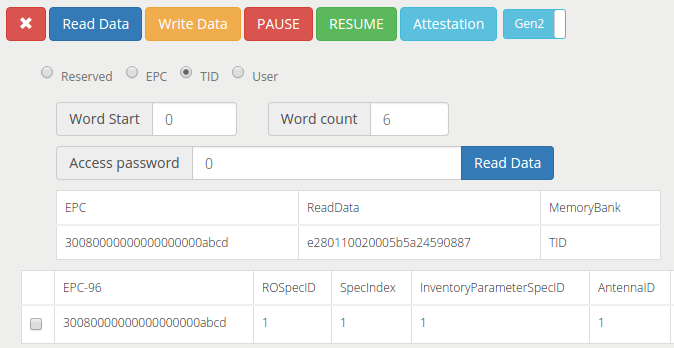 ✖ Read Data Write Data PAUSE RESUME Attestation Gen2
Reserved EPC TID User
Word Start 0 Word count 6
Access password 0 Read Data
EPC ReadData MemoryBank
30080000000000000000abcd e280110020005b5a24590887 TID
EPC-96 ROSpecID SpecIndex InventoryParameterSpecID AntennaID
30080000000000000000abcd 1 1 1 1